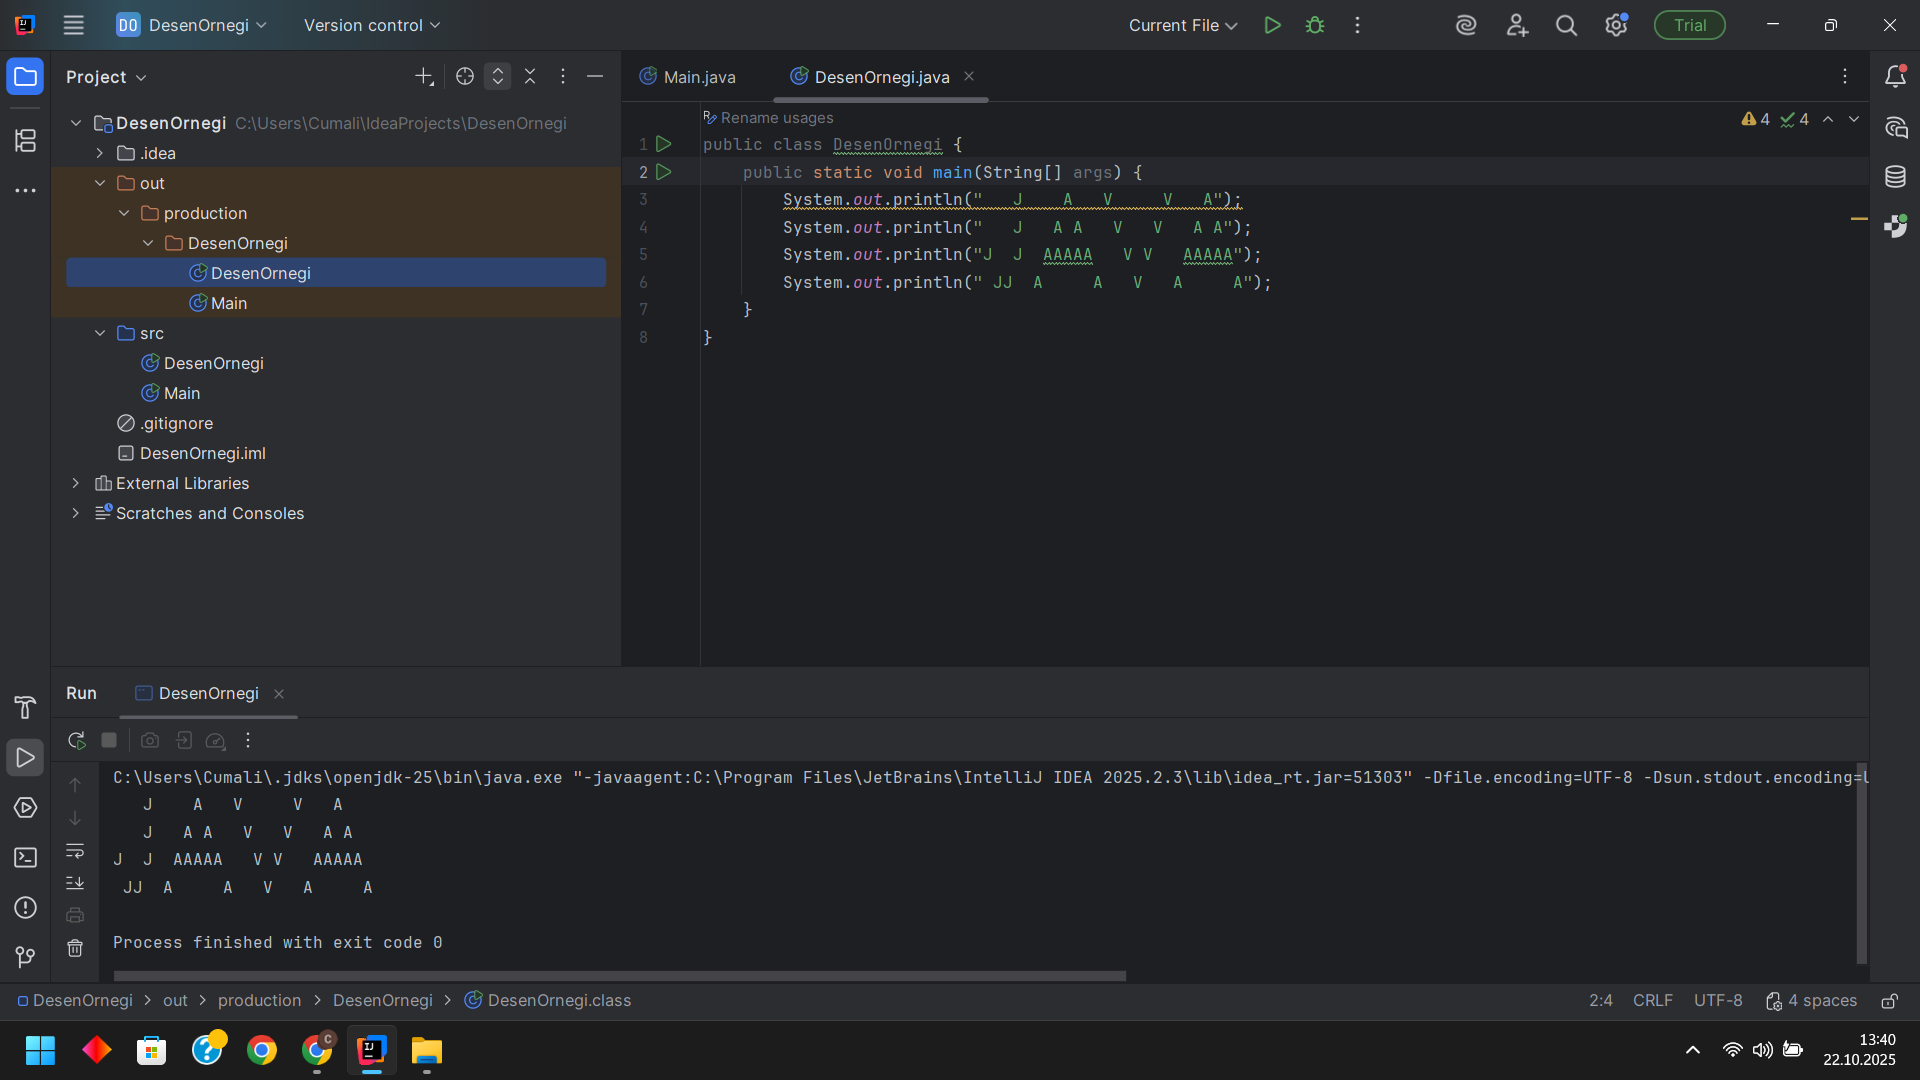 DO DesenOrnegi Version control Current File Trial
Project
DesenOrnegi C:\Users\Cumali\IdeaProjects\DesenOrnegi
.idea
out
production
DesenOrnegi
DesenOrnegi
Main
src
DesenOrnegi
Main
.gitignore
DesenOrnegi.iml
External Libraries
Scratches and Consoles
Main.java DesenOrnegi.java
Rename usages 4 4
1 public class DesenOrnegi {
2     public static void main(String[] args) {
3         System.out.println("   J    A   V     V   A");
4         System.out.println("   J   A A   V   V   A A");
5         System.out.println("J  J  AAAAA   V V   AAAAA");
6         System.out.println(" JJ  A     A   V   A     A");
7     }
8 }
Run DesenOrnegi
C:\Users\Cumali\.jdks\openjdk-25\bin\java.exe "-javaagent:C:\Program Files\JetBrains\IntelliJ IDEA 2025.2.3\lib\idea_rt.jar=51303" -Dfile.encoding=UTF-8 -Dsun.stdout.encoding=
   J    A   V     V   A
   J   A A   V   V   A A
J  J  AAAAA   V V   AAAAA
 JJ  A     A   V   A     A
Process finished with exit code 0
DesenOrnegi > out > production > DesenOrnegi > DesenOrnegi.class 2:4 CRLF UTF-8 4 spaces
C
13:40
22.10.2025